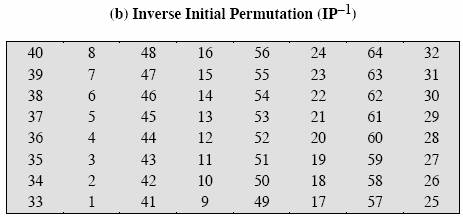 (b) Inverse Initial Permutation (IP–1)
40 8 48 16 56 24 64 32
39 7 47 15 55 23 63 31
38 6 46 14 54 22 62 30
37 5 45 13 53 21 61 29
36 4 44 12 52 20 60 28
35 3 43 11 51 19 59 27
34 2 42 10 50 18 58 26
33 1 41 9 49 17 57 25